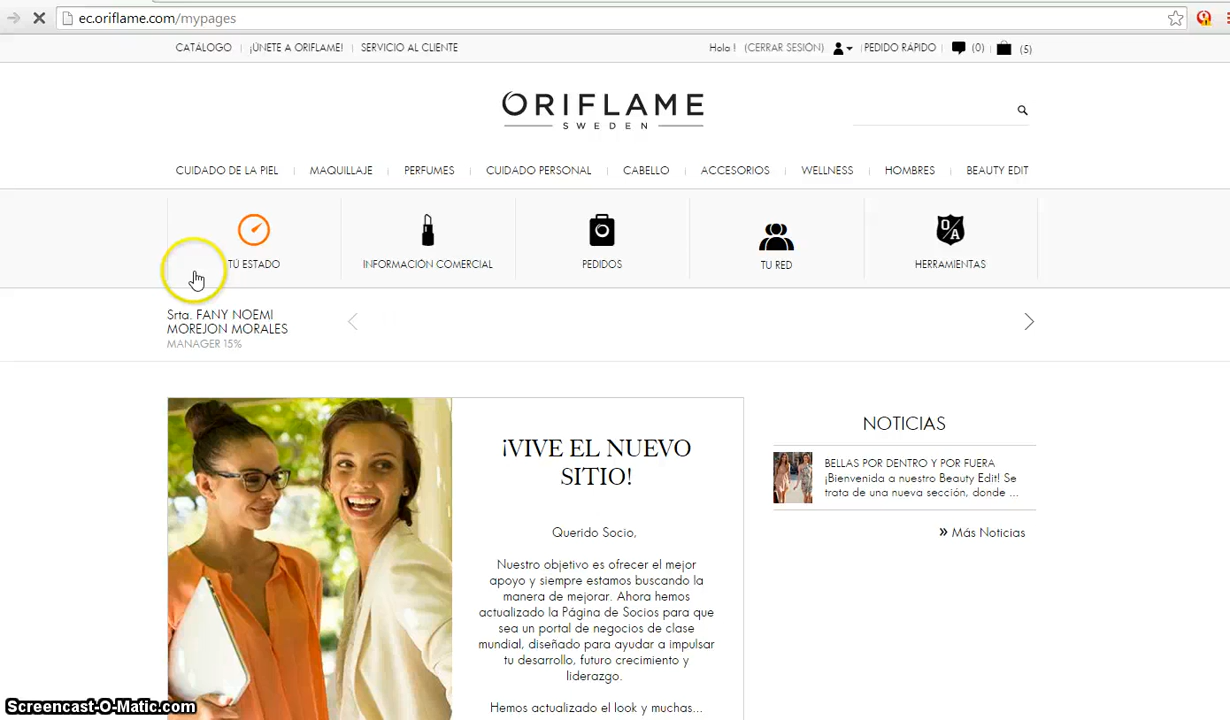 ec.oriflame.com/mypages
CATÁLOGO | ¡ÚNETE A ORIFLAME! | SERVICIO AL CLIENTE
Hola ! (CERRAR SESIÓN) PEDIDO RÁPIDO (0) (5)
ORIFLAME
SWEDEN
CUIDADO DE LA PIEL | MAQUILLAJE | PERFUMES | CUIDADO PERSONAL | CABELLO | ACCESORIOS | WELLNESS | HOMBRES | BEAUTY EDIT
TÚ ESTADO
INFORMACIÓN COMERCIAL
PEDIDOS
TU RED
OA
HERRAMIENTAS
Srta. FANY NOEMI
MOREJON MORALES
MANAGER 15%
¡VIVE EL NUEVO
SITIO!
Querido Socio,
Nuestro objetivo es ofrecer el mejor
apoyo y siempre estamos buscando la
manera de mejorar. Ahora hemos
actualizado la Página de Socios para que
sea un portal de negocios de clase
mundial, diseñado para ayudar a impulsar
tu desarrollo, futuro crecimiento y
liderazgo.
Hemos actualizado el look y muchas...
NOTICIAS
BELLAS POR DENTRO Y POR FUERA
¡Bienvenida a nuestro Beauty Edit! Se
trata de una nueva sección, donde ...
» Más Noticias
Screencast-O-Matic.com